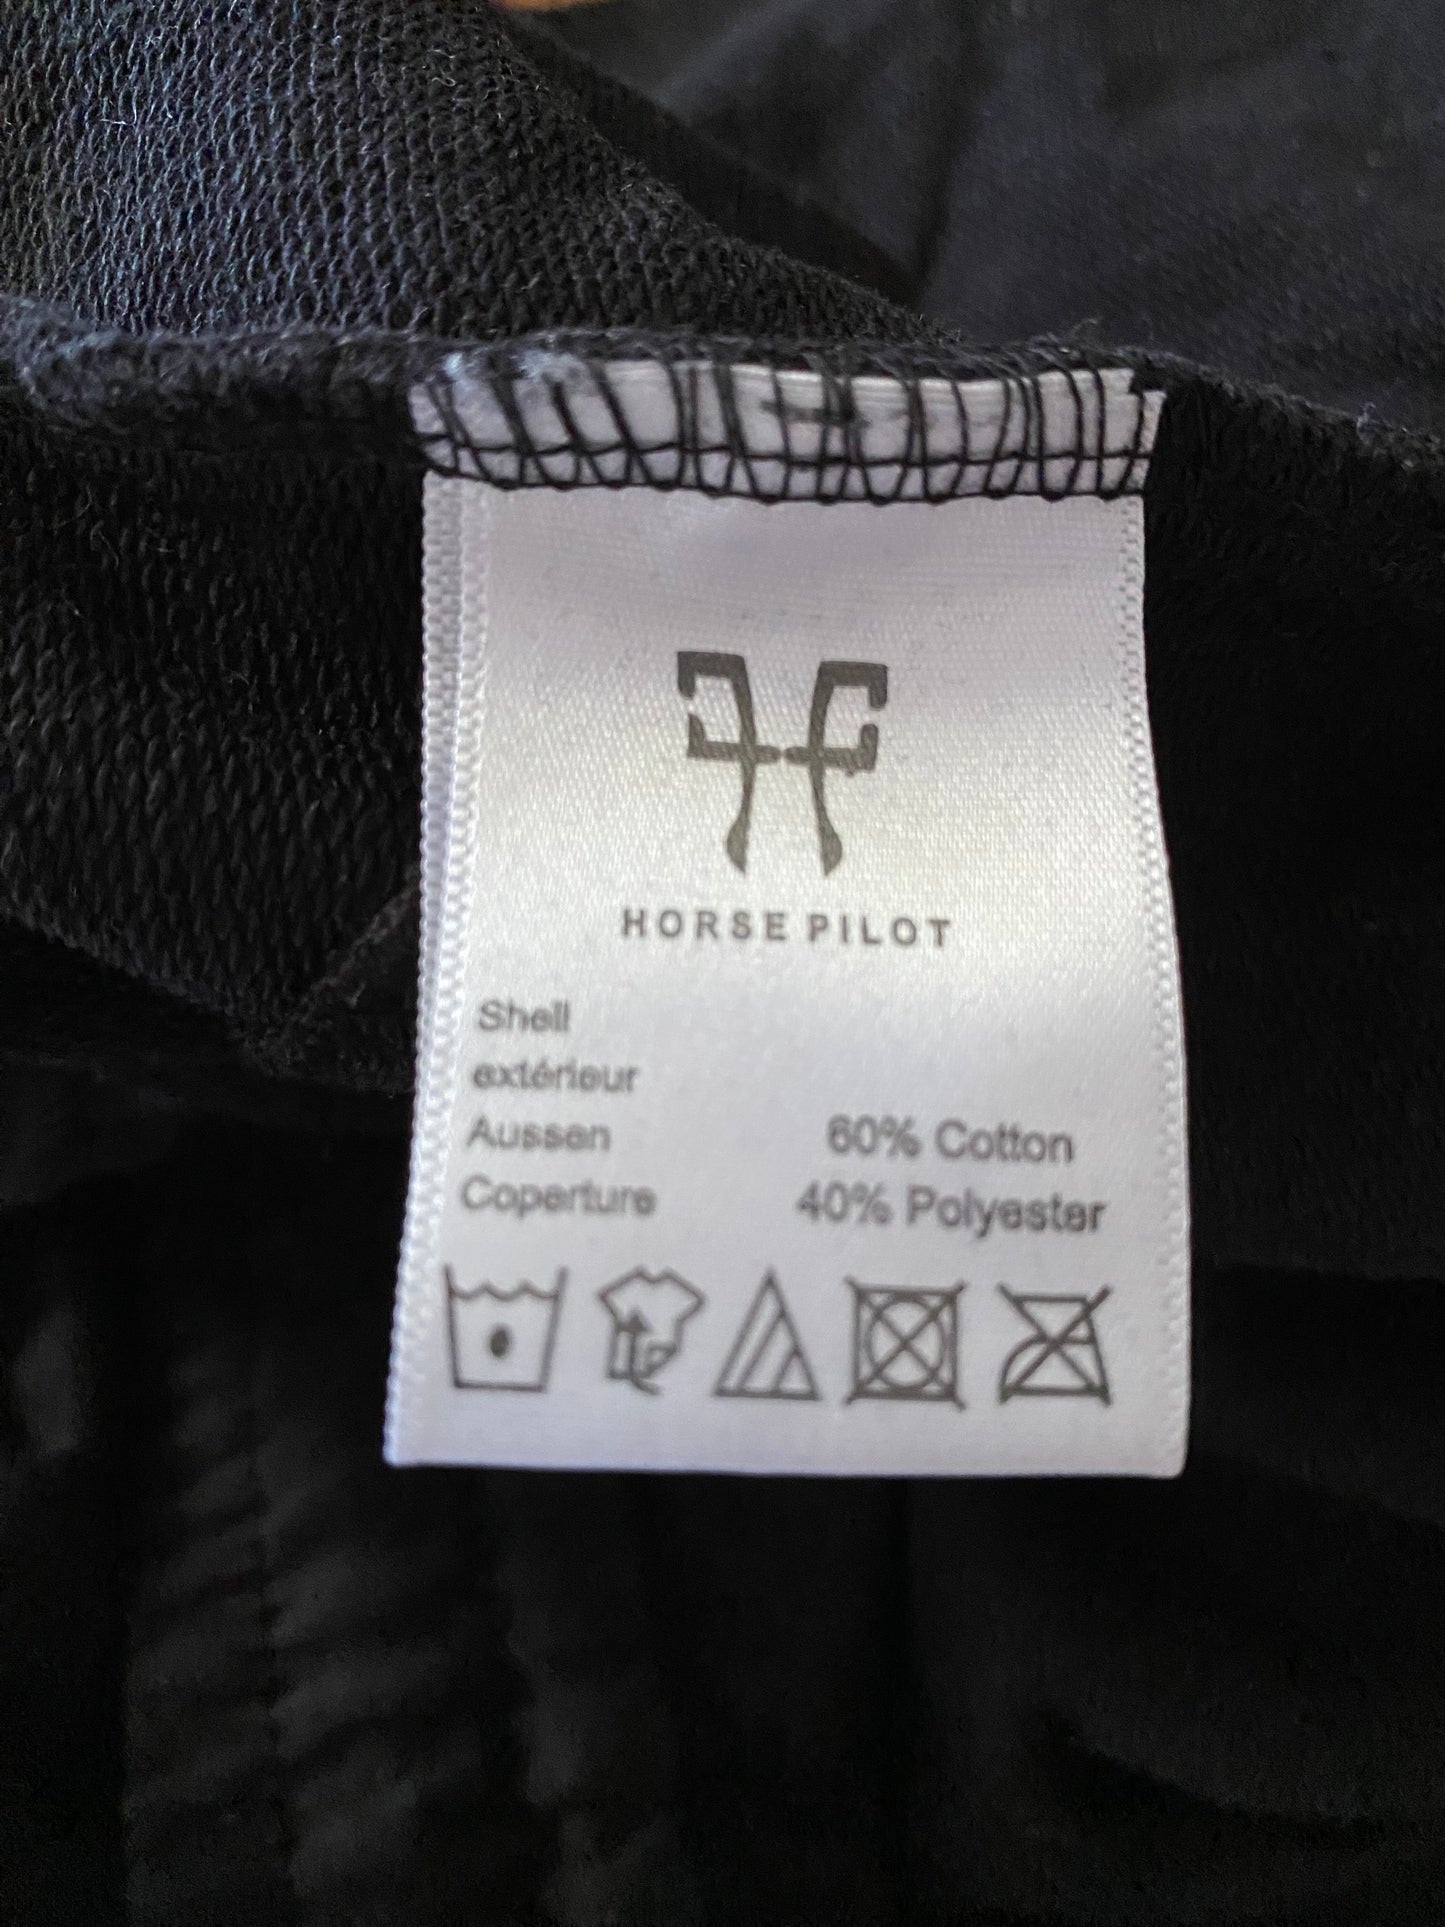 HORSE PILOT
Shell
extérieur
Aussen 60% Cotton
Coperture 40% Polyester